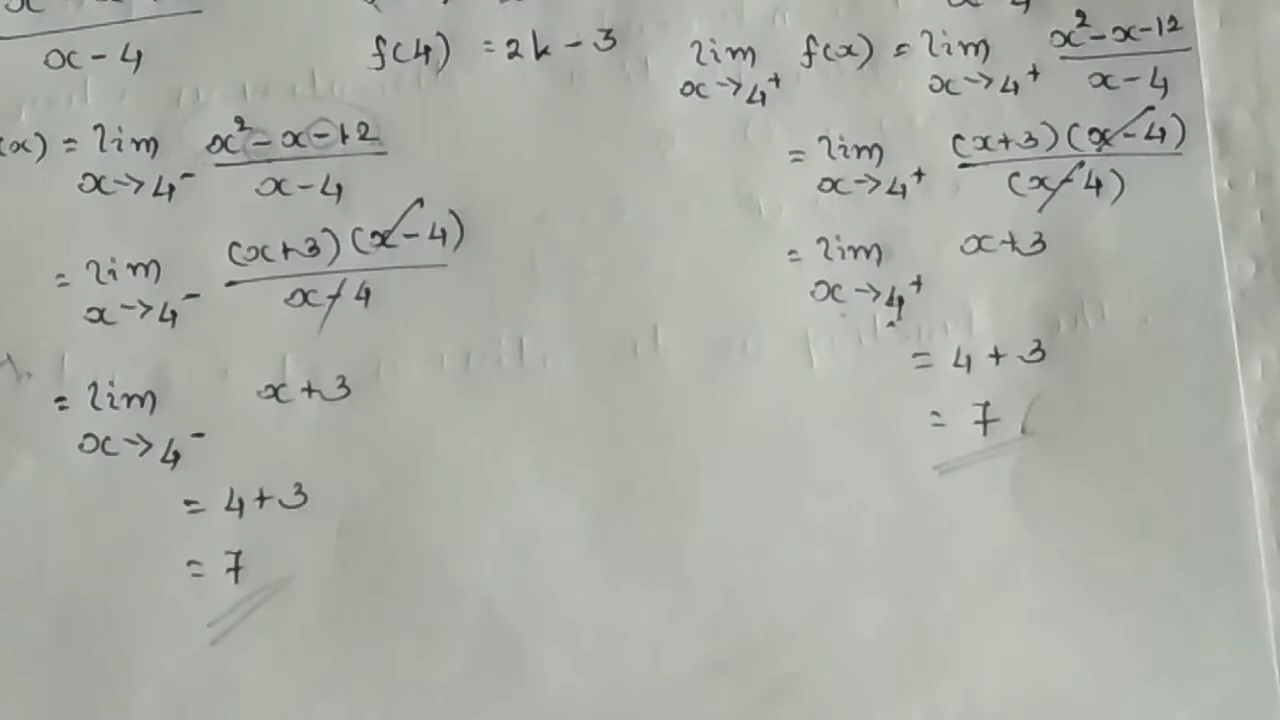 x - 4
f(4) = 2k - 3
(x) = lim x→4⁻ x² - x - 12 / x - 4
= lim x→4⁻ (x+3)(x-4) / x-4
= lim x→4⁻ x+3
= 4+3
= 7
lim x→4⁺ f(x) = lim x→4⁺ x²-x-12 / x-4
= lim x→4⁺ (x+3)(x-4) / (x-4)
= lim x→4⁺ x+3
= 4+3
= 7